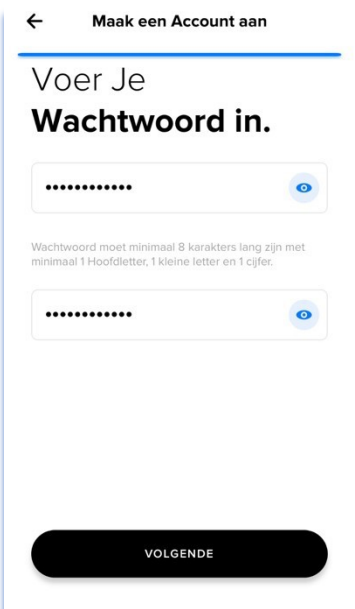 Maak een Account aan
Voer Je
Wachtwoord in.
••••••••••••
Wachtwoord moet minimaal 8 karakters lang zijn met
minimaal 1 Hoofdletter, 1 kleine letter en 1 cijfer.
••••••••••••
VOLGENDE